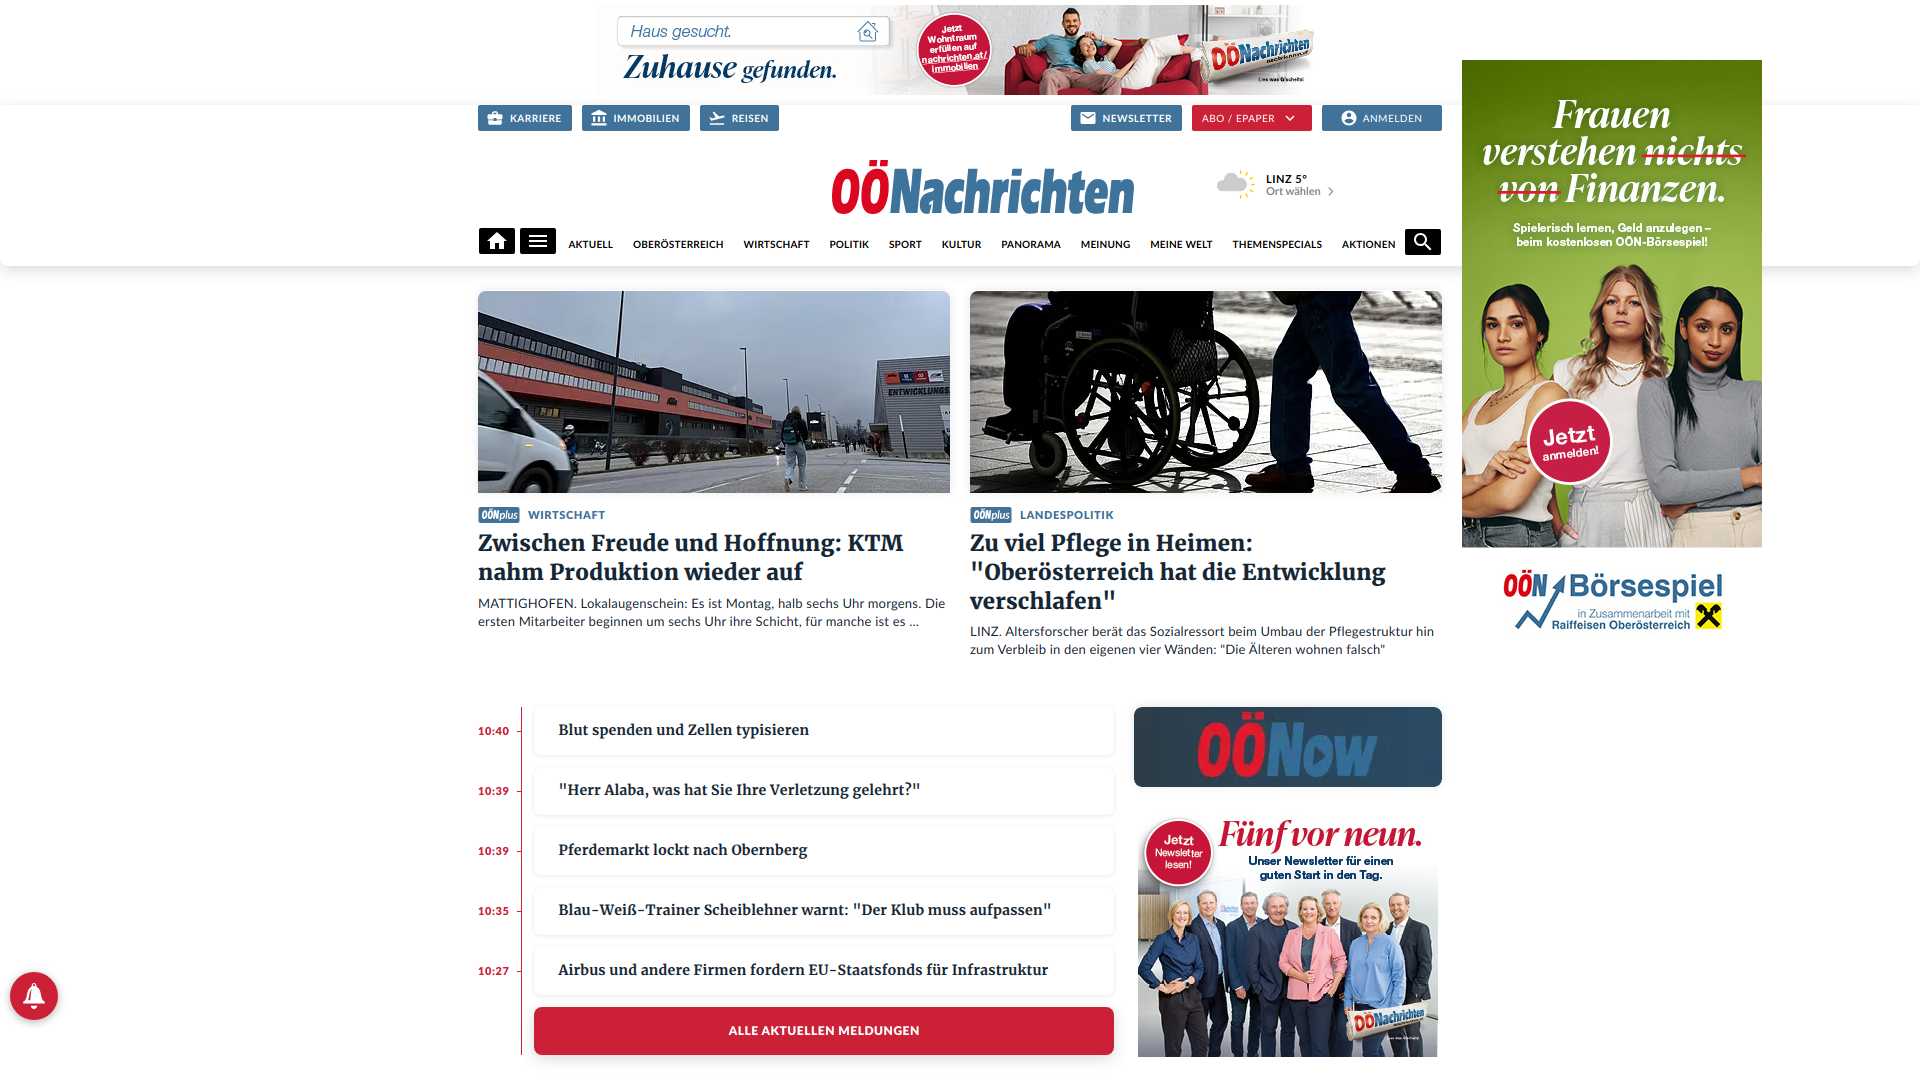 Haus gesucht.
Zuhause gefunden.
Jetzt
Wohntraum
erfüllen auf
nachrichten.at/
immobilien
OÖNachrichten
KARRIERE
IMMOBILIEN
REISEN
NEWSLETTER
ABO / EPAPER
ANMELDEN
OÖNachrichten
LINZ 5°
Ort wählen
AKTUELL
OBERÖSTERREICH
WIRTSCHAFT
POLITIK
SPORT
KULTUR
PANORAMA
MEINUNG
MEINE WELT
THEMENSPECIALS
AKTIONEN
Frauen
verstehen nichts
von Finanzen.
Spielerisch lernen, Geld anzulegen –
beim kostenlosen OÖN-Börsespiel!
Jetzt
anmelden!
OÖN Börsespiel
in Zusammenarbeit mit
Raiffeisen Oberösterreich
ENTWICKLUNGS
OÖNplus WIRTSCHAFT
Zwischen Freude und Hoffnung: KTM
nahm Produktion wieder auf
MATTIGHOFEN. Lokalaugenschein: Es ist Montag, halb sechs Uhr morgens. Die
ersten Mitarbeiter beginnen um sechs Uhr ihre Schicht, für manche ist es ...
OÖNplus LANDESPOLITIK
Zu viel Pflege in Heimen:
"Oberösterreich hat die Entwicklung
verschlafen"
LINZ. Altersforscher berät das Sozialressort beim Umbau der Pflegestruktur hin
zum Verbleib in den eigenen vier Wänden: "Die Älteren wohnen falsch"
10:40 Blut spenden und Zellen typisieren
10:39 "Herr Alaba, was hat Sie Ihre Verletzung gelehrt?"
10:39 Pferdemarkt lockt nach Obernberg
10:35 Blau-Weiß-Trainer Scheiblehner warnt: "Der Klub muss aufpassen"
10:27 Airbus und andere Firmen fordern EU-Staatsfonds für Infrastruktur
ALLE AKTUELLEN MELDUNGEN
OÖNow
Jetzt
Newsletter
lesen!
Fünf vor neun.
Unser Newsletter für einen
guten Start in den Tag.
OÖNachrichten